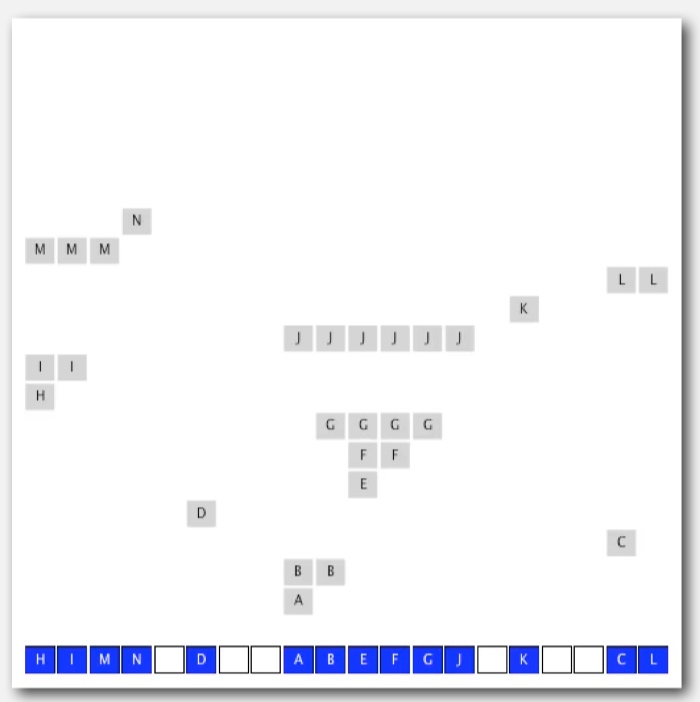 N
M M M
L L
K
J J J J J J
I I
H
G G G G
F F
E
D
C
B B
A
H I M N D A B E F G J K C L